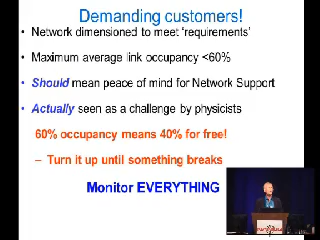 Demanding customers!
• Network dimensioned to meet ‘requirements’
• Maximum average link occupancy <60%
• Should mean peace of mind for Network Support
• Actually seen as a challenge by physicists
60% occupancy means 40% for free!
– Turn it up until something breaks
Monitor EVERYTHING